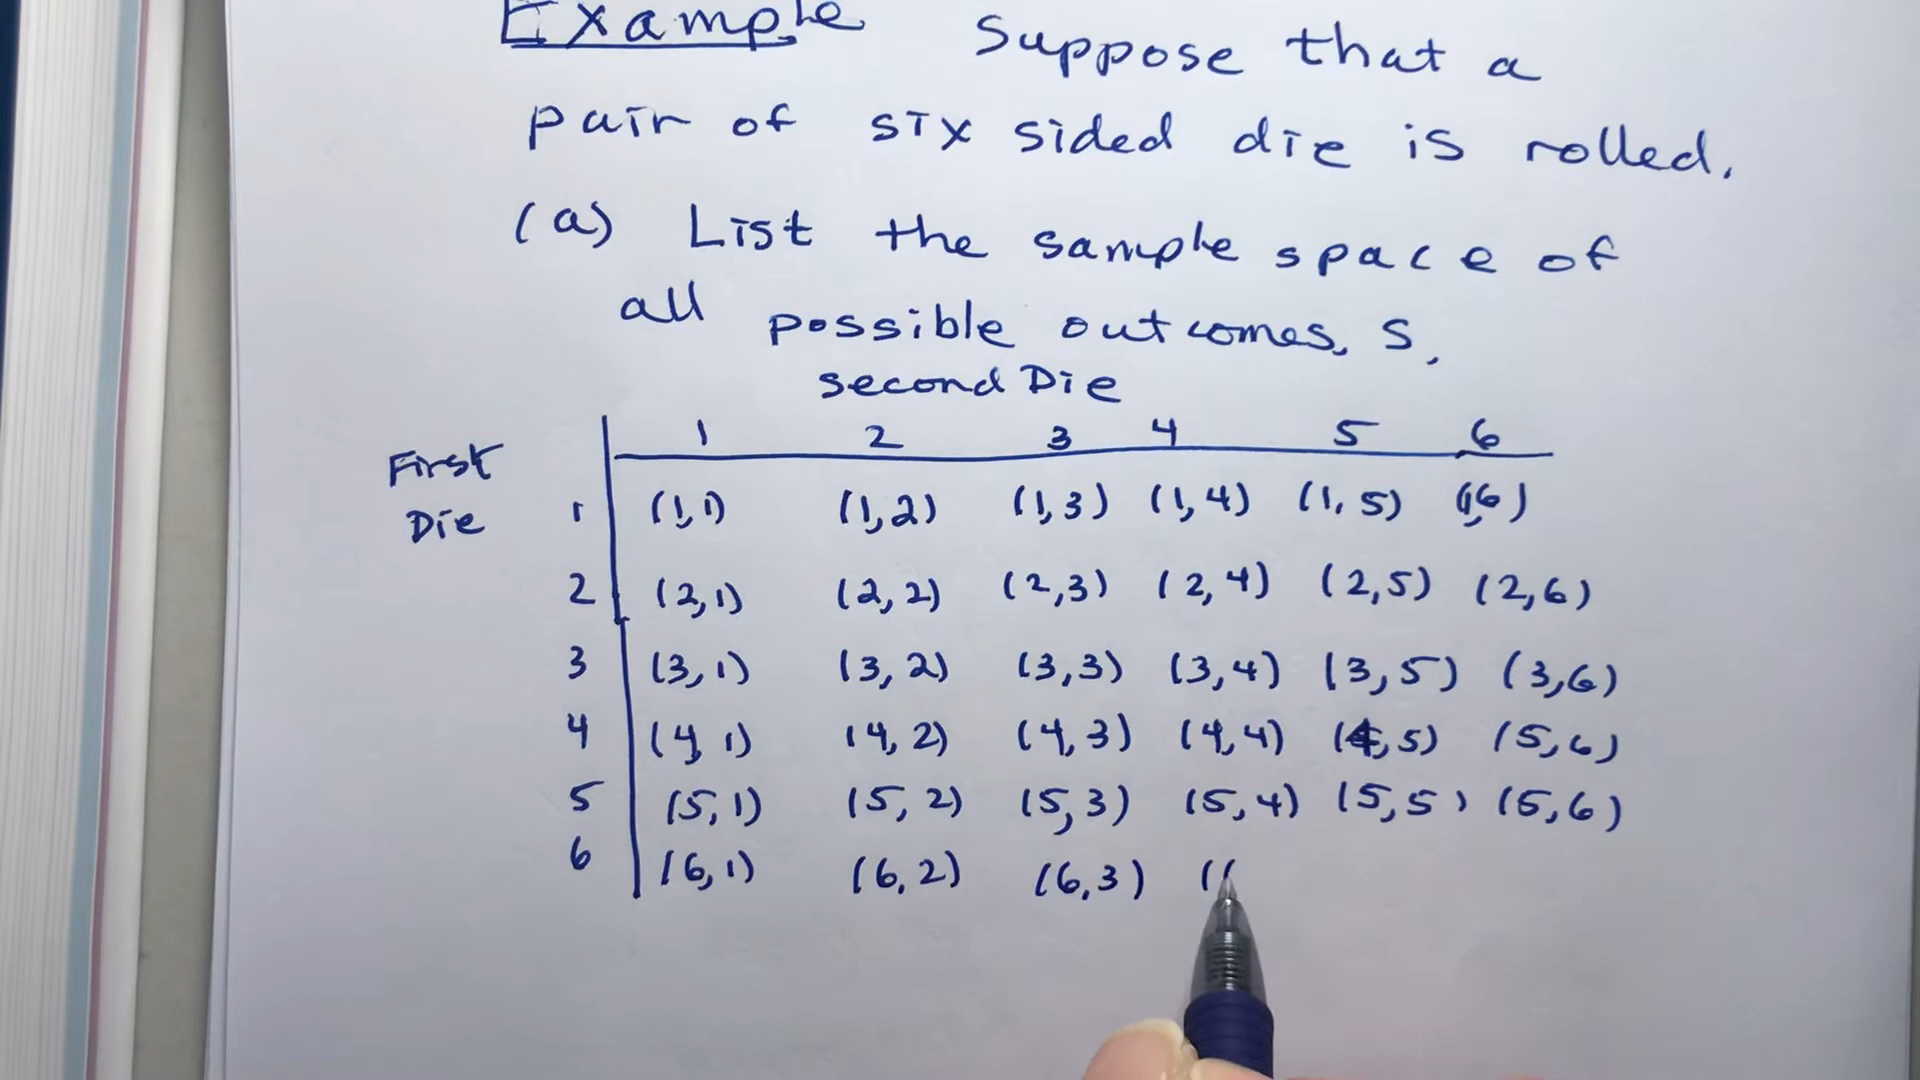 Example Suppose that a
pair of six sided die is rolled.
(a) List the sample space of
all possible outcomes, S.
second Die
First Die
1 2 3 4 5 6
1 (1,1) (1,2) (1,3) (1,4) (1,5) (1,6)
2 (2,1) (2,2) (2,3) (2,4) (2,5) (2,6)
3 (3,1) (3,2) (3,3) (3,4) (3,5) (3,6)
4 (4,1) (4,2) (4,3) (4,4) (4,5) (5,6)
5 (5,1) (5,2) (5,3) (5,4) (5,5) (5,6)
6 (6,1) (6,2) (6,3) (